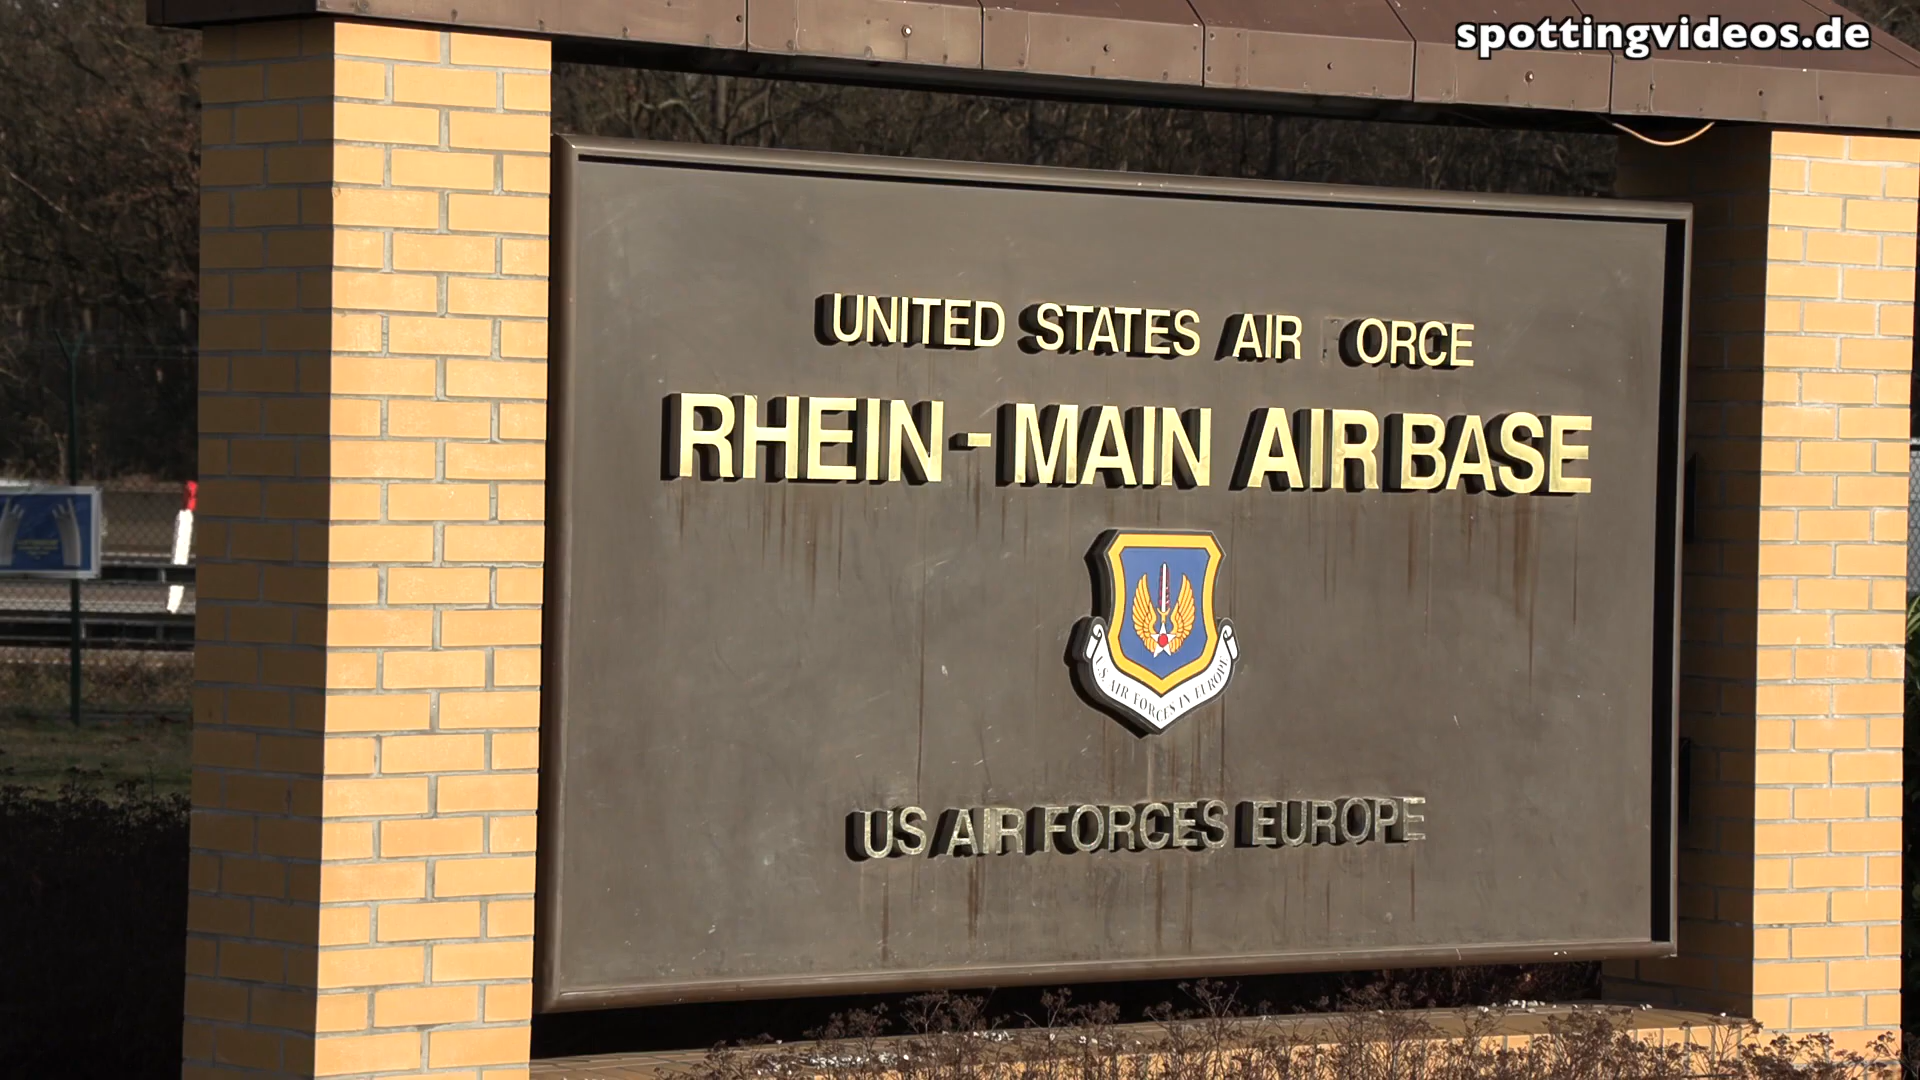 spottingvideos.de
UNITED STATES AIR ORCE
RHEIN-MAIN AIR BASE
U.S. AIR FORCES IN EUROPE
US AIR FORCES EUROPE